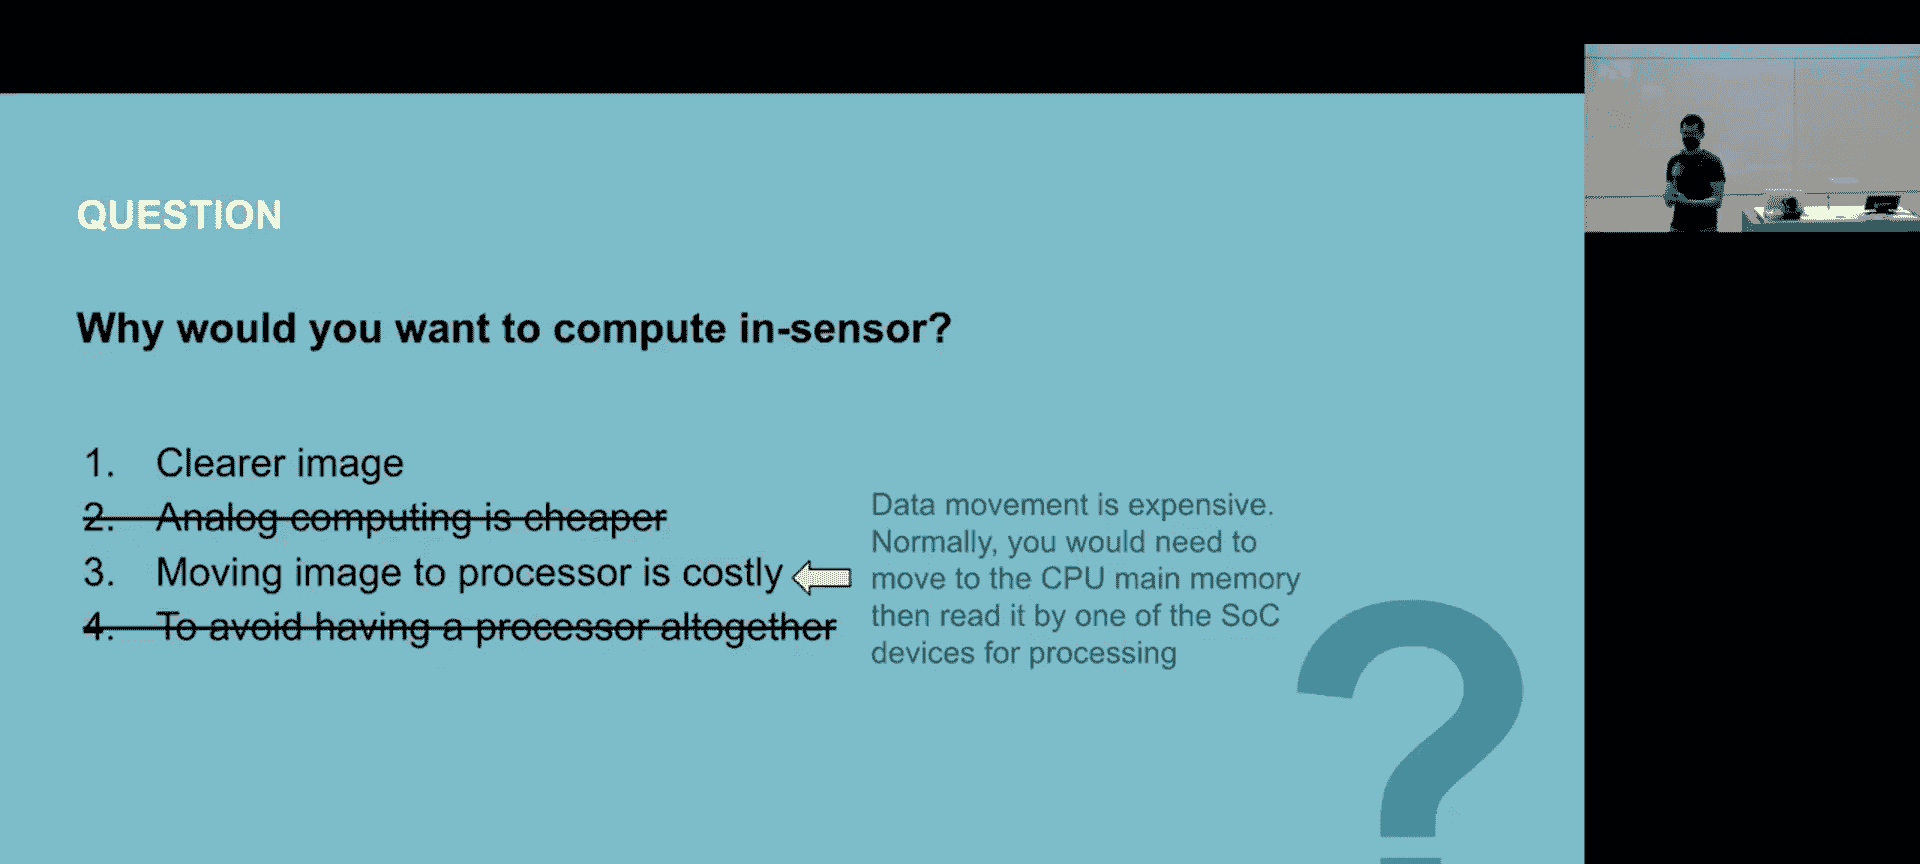 QUESTION
Why would you want to compute in-sensor?
1. Clearer image
2. Analog computing is cheaper
3. Moving image to processor is costly
4. To avoid having a processor altogether
Data movement is expensive.
Normally, you would need to
move to the CPU main memory
then read it by one of the SoC
devices for processing
?